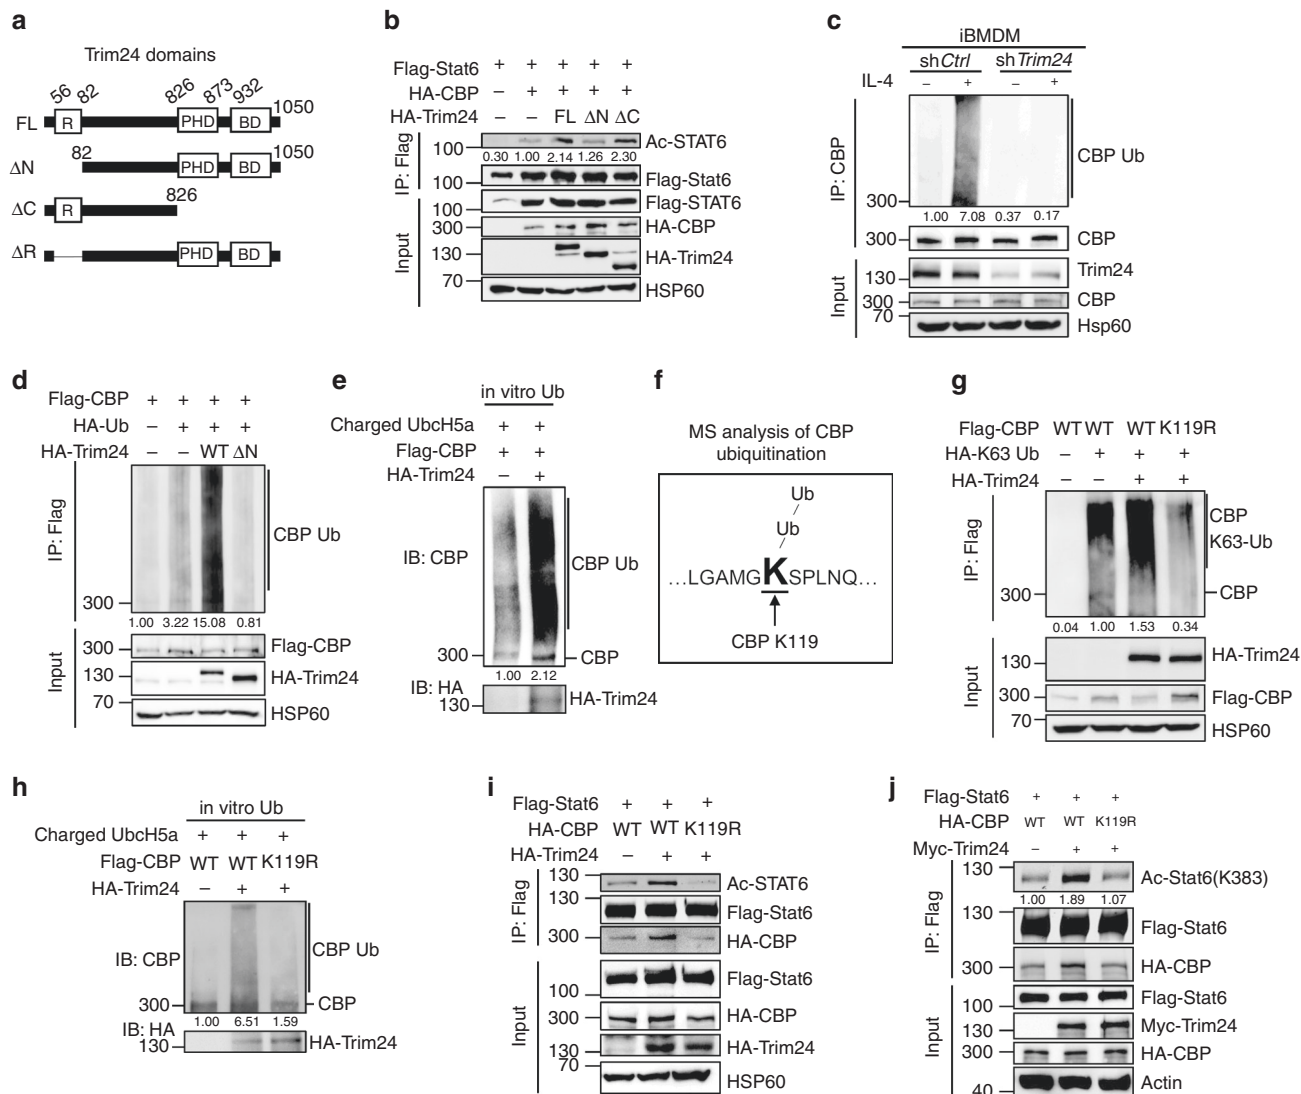 a
Trim24 domains
56 82 826 873 932 1050
FL R PHD BD
ΔN 82 PHD BD 1050
ΔC R 826
ΔR PHD BD
b
Flag-Stat6 + + + + +
HA-CBP – + + + +
HA-Trim24 – – FL ΔN ΔC
IP: Flag
100 Ac-STAT6
0.30 1.00 2.14 1.26 2.30
100 Flag-Stat6
Input
100 Flag-STAT6
300 HA-CBP
130 HA-Trim24
70 HSP60
c
iBMDM
shCtrl shTrim24
IL-4 – + – +
IP: CBP
CBP Ub
300
1.00 7.08 0.37 0.17
300 CBP
Input
130 Trim24
300 CBP
70 Hsp60
d
Flag-CBP + + + +
HA-Ub – + + +
HA-Trim24 – – WT ΔN
IP: Flag
CBP Ub
300
1.00 3.22 15.08 0.81
Input
300 Flag-CBP
130 HA-Trim24
70 HSP60
e
in vitro Ub
Charged UbcH5a + +
Flag-CBP + +
HA-Trim24 – +
IB: CBP
CBP Ub
300 CBP
1.00 2.12
IB: HA
130 HA-Trim24
f
MS analysis of CBP
ubiquitination
Ub
Ub
...LGAMGKSPLNQ...
CBP K119
g
Flag-CBP WT WT WT K119R
HA-K63 Ub – + + +
HA-Trim24 – – + +
IP: Flag
CBP
K63-Ub
300 CBP
0.04 1.00 1.53 0.34
Input
130 HA-Trim24
300 Flag-CBP
70 HSP60
h
in vitro Ub
Charged UbcH5a + + +
Flag-CBP WT WT K119R
HA-Trim24 – + +
IB: CBP
CBP Ub
300 CBP
1.00 6.51 1.59
IB: HA
130 HA-Trim24
i
Flag-Stat6 + + +
HA-CBP WT WT K119R
HA-Trim24 – + +
IP: Flag
130 Ac-STAT6
130 Flag-Stat6
300 HA-CBP
Input
100 Flag-Stat6
300 HA-CBP
130 HA-Trim24
70 HSP60
j
Flag-Stat6 + + +
HA-CBP WT WT K119R
Myc-Trim24 – + +
IP: Flag
130 Ac-Stat6(K383)
1.00 1.89 1.07
130 Flag-Stat6
300 HA-CBP
Input
100 Flag-Stat6
130 Myc-Trim24
300 HA-CBP
40 Actin